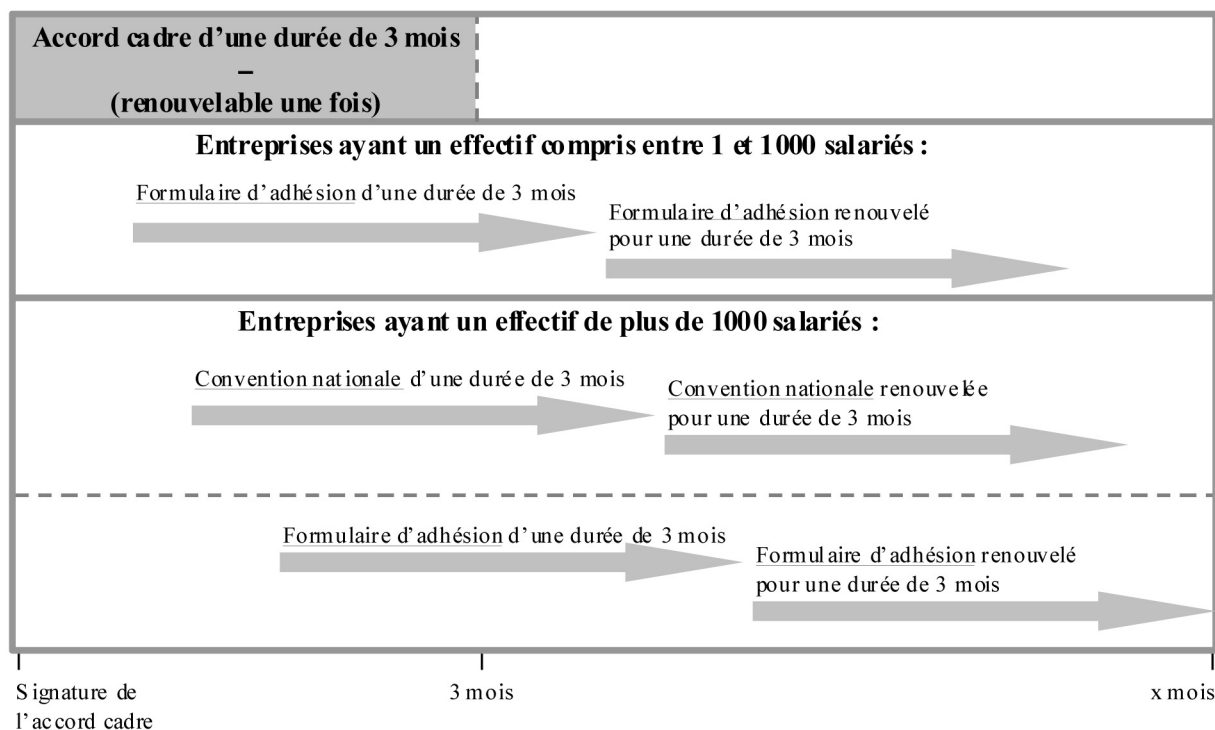 Accord cadre d’une durée de 3 mois
–
(renouvelable une fois)
Entreprises ayant un effectif compris entre 1 et 1000 salariés :
Formulaire d’adhésion d’une durée de 3 mois
Formulaire d’adhésion renouvelé
pour une durée de 3 mois
Entreprises ayant un effectif de plus de 1000 salariés :
Convention nationale d’une durée de 3 mois
Convention nationale renouvelée
pour une durée de 3 mois
Formulaire d’adhésion d’une durée de 3 mois
Formulaire d’adhésion renouvelé
pour une durée de 3 mois
Signature de
l’accord cadre
3 mois
x mois